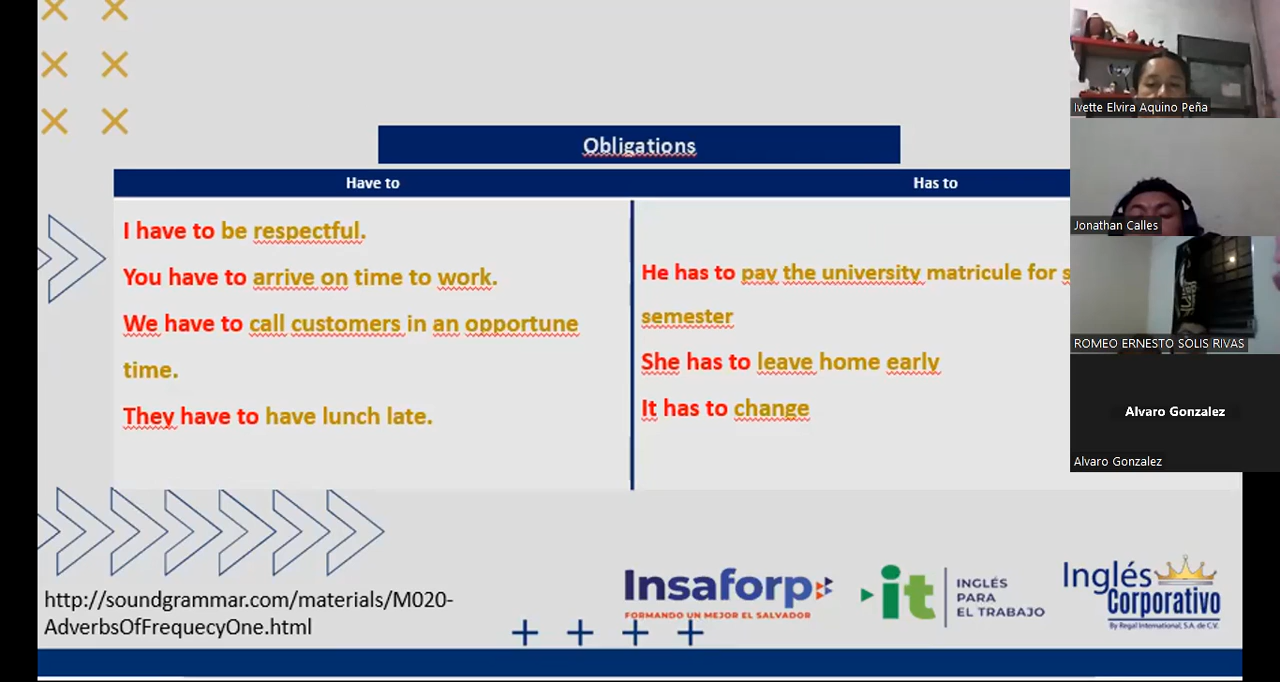 Obligations
Have to
Has to
I have to be respectful.
You have to arrive on time to work.
We have to call customers in an opportune
time.
They have to have lunch late.
He has to pay the university matricule for
semester
She has to leave home early
It has to change
http://soundgrammar.com/materials/M020-
AdverbsOfFrequecyOne.html
Insaforp
FORMANDO UN MEJOR EL SALVADOR
it
INGLÉS
PARA
EL TRABAJO
Inglés
Corporativo
By Regal International, S.A. de C.V.
Ivette Elvira Aquino Peña
Jonathan Calles
ROMEO ERNESTO SOLIS RIVAS
Alvaro Gonzalez
Alvaro Gonzalez